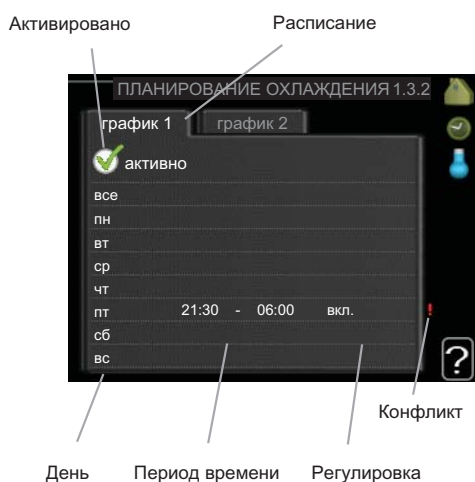 Активировано Расписание
ПЛАНИРОВАНИЕ ОХЛАЖДЕНИЯ 1.3.2
график 1 график 2
активно
все
пн
вт
ср
чт
пт 21:30 - 06:00 вкл. !
сб
вс
?
Конфликт
День Период времени Регулировка